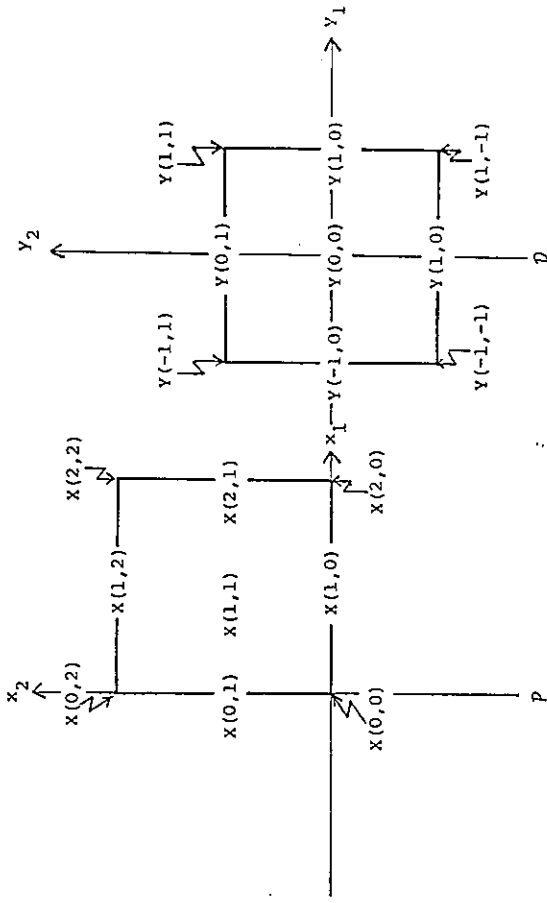 x₂
X(0,2)
X(2,2)
X(1,2)
X(0,1)
X(1,1)
X(2,1)
x₁
X(1,0)
X(0,0)
X(2,0)
P
Y₂
Y(-1,1)
Y(1,1)
Y(0,1)
Y₁
Y(-1,0)
Y(0,0)
Y(1,0)
Y(1,0)
Y(-1,-1)
Y(1,-1)
D